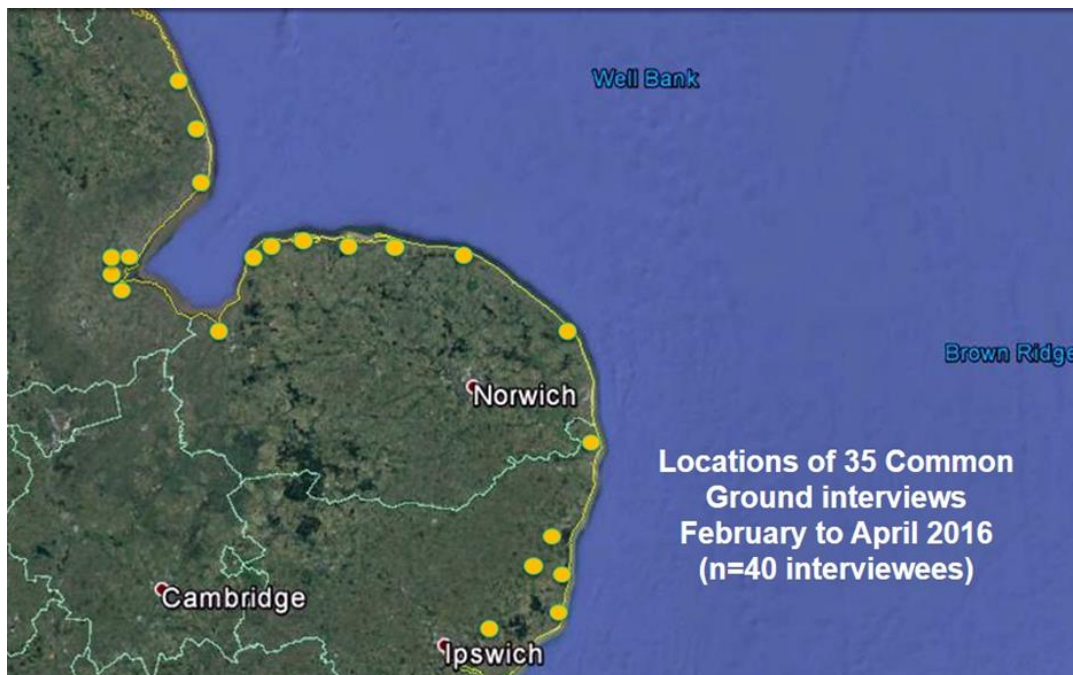 Well Bank
Brown Ridge
Norwich
Locations of 35 Common
Ground interviews
February to April 2016
(n=40 interviewees)
Cambridge
Ipswich